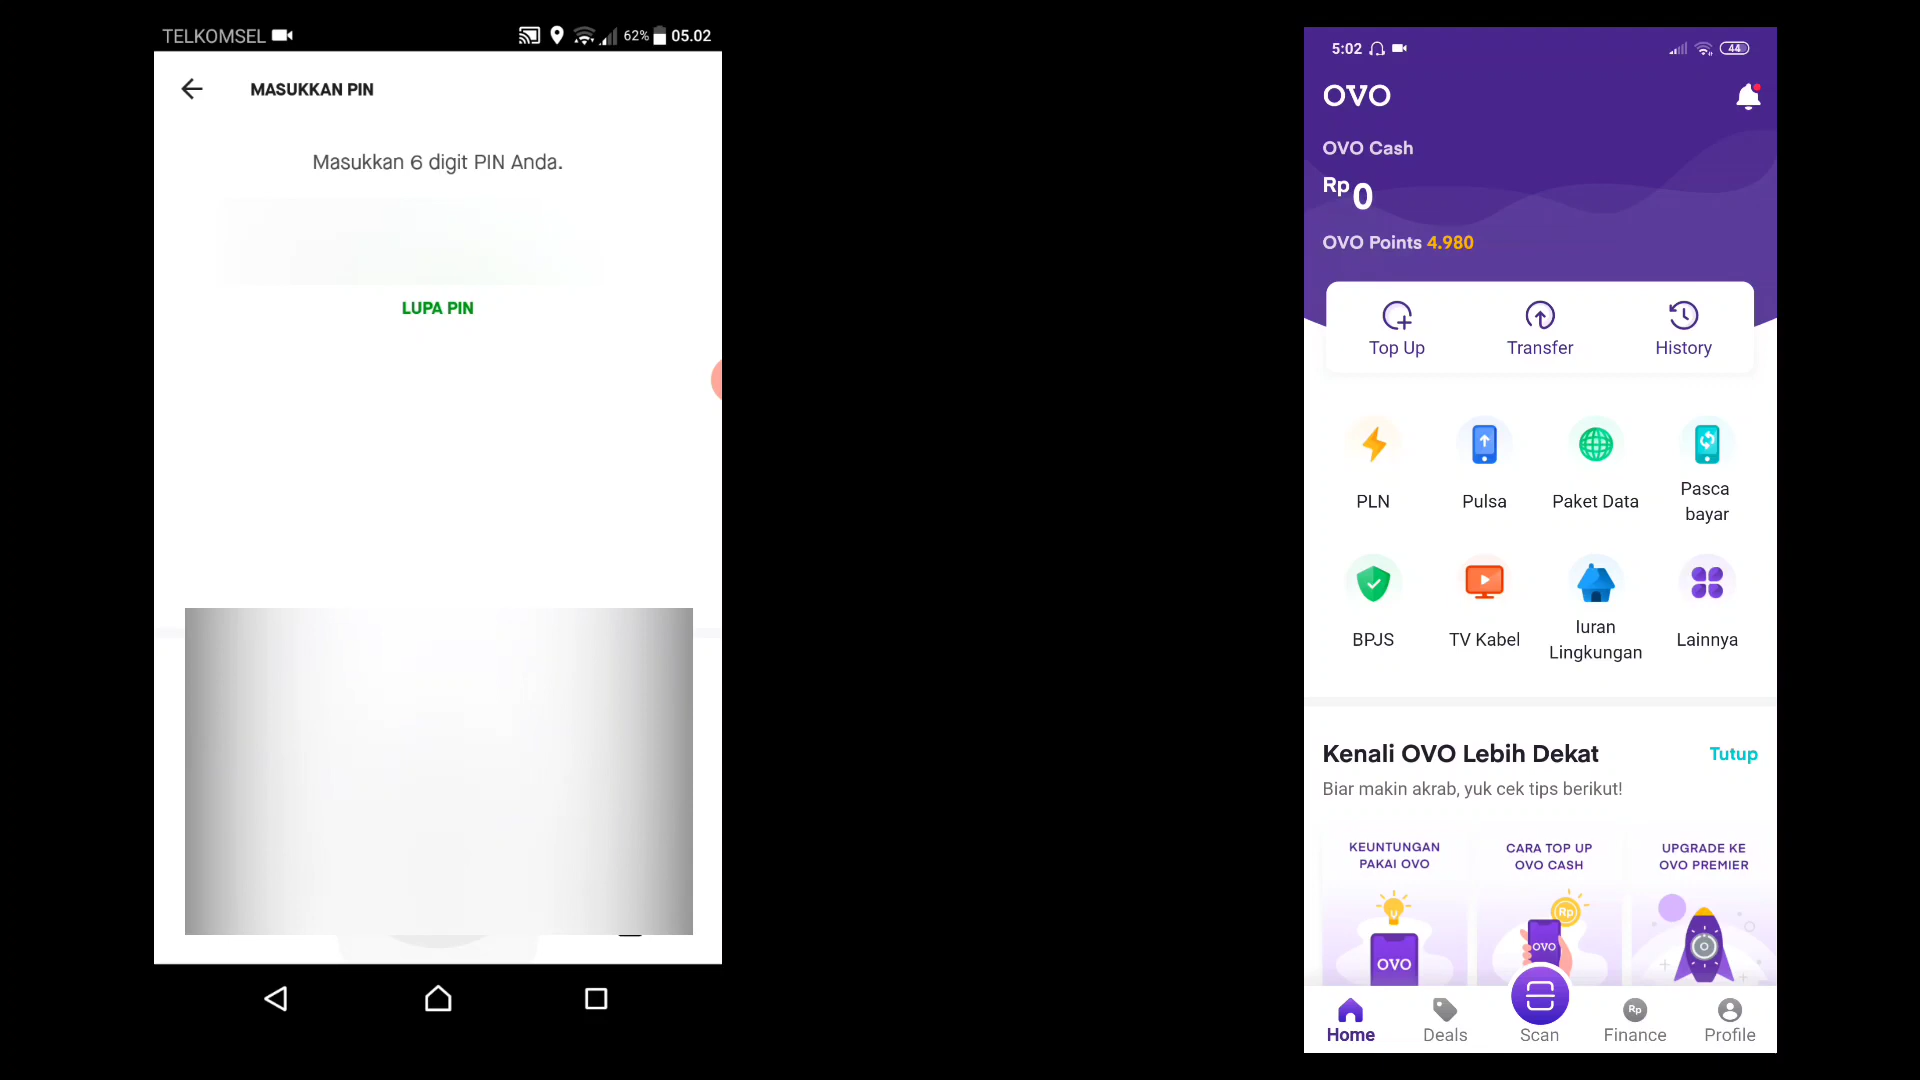 TELKOMSEL
62% 05.02
MASUKKAN PIN
Masukkan 6 digit PIN Anda.
LUPA PIN
5:02
44
OVO
OVO Cash
Rp 0
OVO Points 4.980
Top Up
Transfer
History
PLN
Pulsa
Paket Data
Pasca
bayar
BPJS
TV Kabel
Iuran
Lingkungan
Lainnya
Kenali OVO Lebih Dekat
Tutup
Biar makin akrab, yuk cek tips berikut!
KEUNTUNGAN
PAKAI OVO
CARA TOP UP
OVO CASH
UPGRADE KE
OVO PREMIER
Rp
OVO
OVO
Home
Deals
Scan
Rp
Finance
Profile